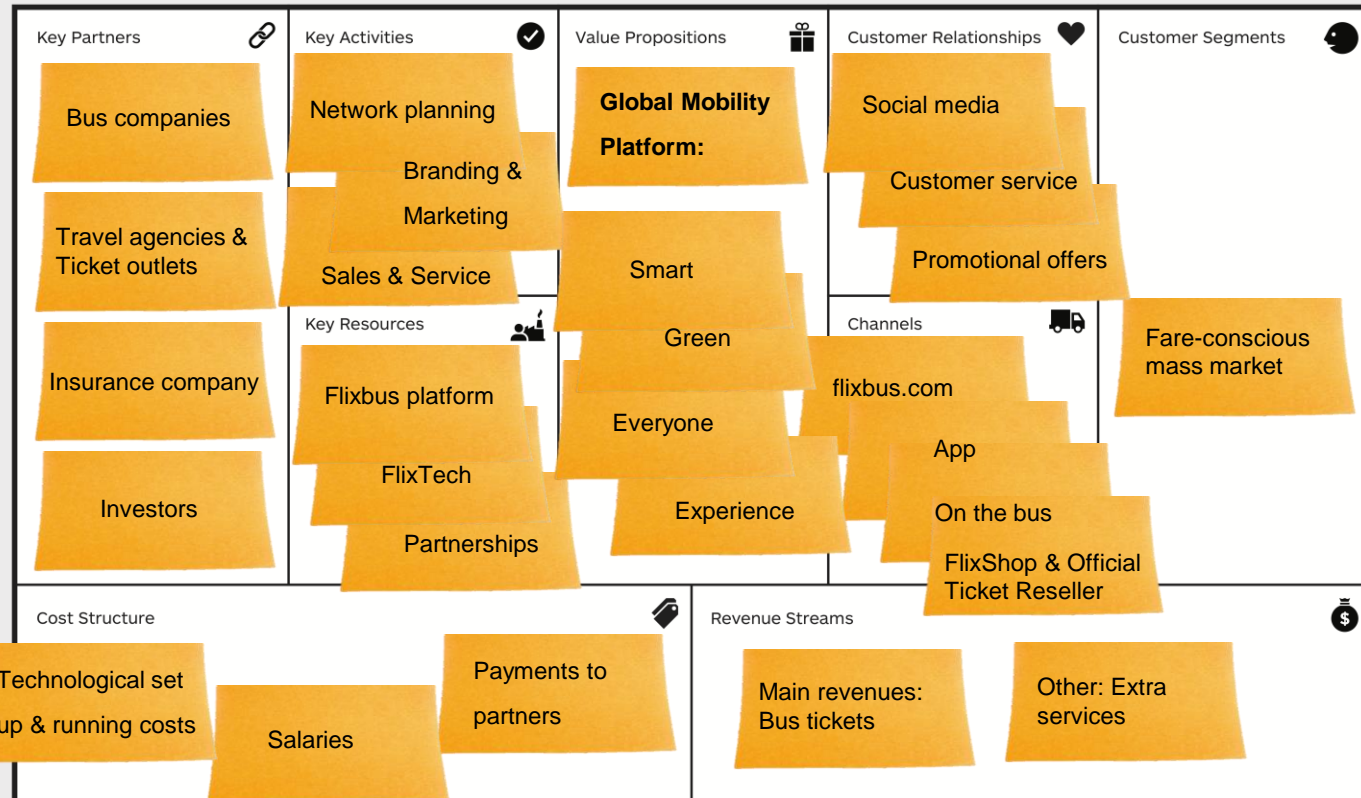 Key Partners
Bus companies
Travel agencies &
Ticket outlets
Insurance company
Investors
Key Activities
Network planning
Branding &
Marketing
Sales & Service
Key Resources
Flixbus platform
FlixTech
Partnerships
Value Propositions
Global Mobility
Platform:
Smart
Green
Everyone
Experience
Customer Relationships
Social media
Customer service
Promotional offers
Channels
flixbus.com
App
On the bus
FlixShop & Official
Ticket Reseller
Customer Segments
Fare-conscious
mass market
Cost Structure
Technological set
up & running costs
Salaries
Payments to
partners
Revenue Streams
$
Main revenues:
Bus tickets
Other: Extra
services